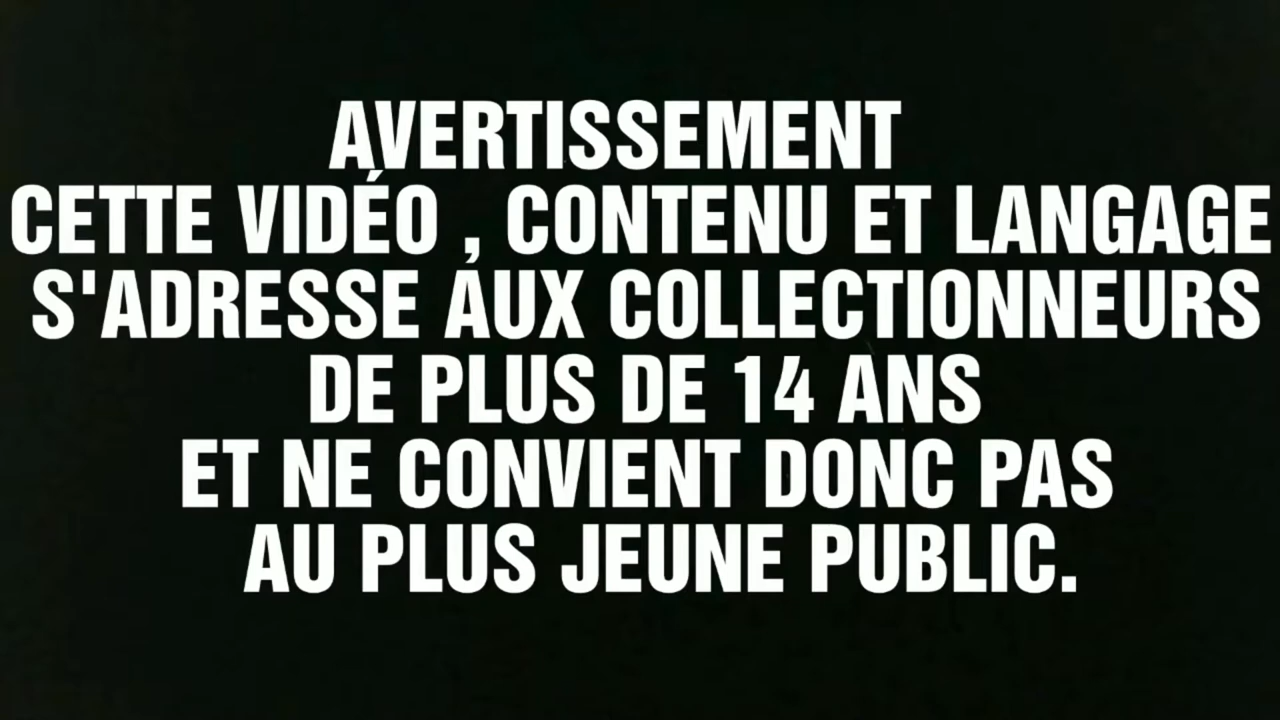 AVERTISSEMENT
CETTE VIDÉO , CONTENU ET LANGAGE
S'ADRESSE AUX COLLECTIONNEURS
DE PLUS DE 14 ANS
ET NE CONVIENT DONC PAS
AU PLUS JEUNE PUBLIC.